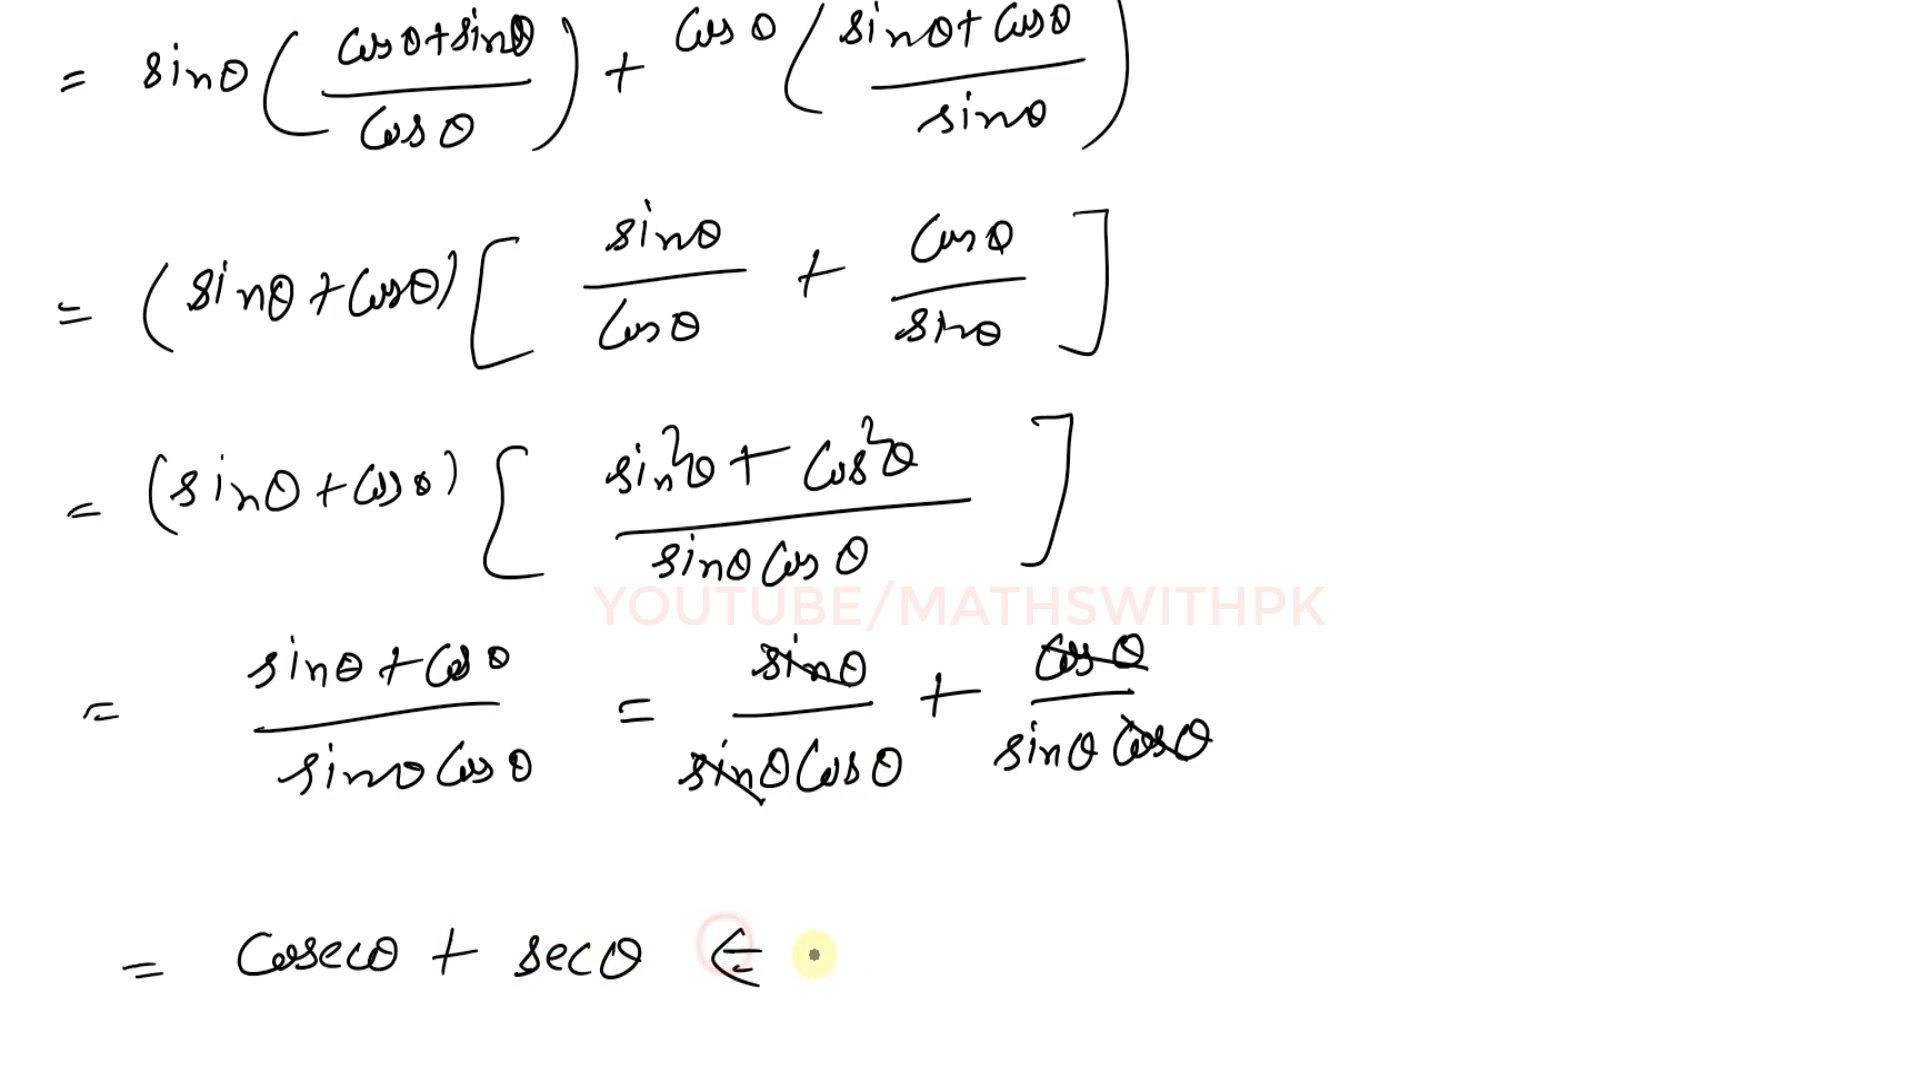 = sinθ ( (cosθ+sinθ)/cosθ ) + cosθ ( (sinθ+cosθ)/sinθ )
= (sinθ+cosθ) [ sinθ/cosθ + cosθ/sinθ ]
= (sinθ+cosθ) [ (sin²θ + cos²θ)/(sinθ cosθ) ]
YOUTUBE/MATHSWITHPK
= (sinθ+cosθ)/(sinθ cosθ) = sinθ/(sinθ cosθ) + cosθ/(sinθ cosθ)
= cosecθ + secθ ⋲